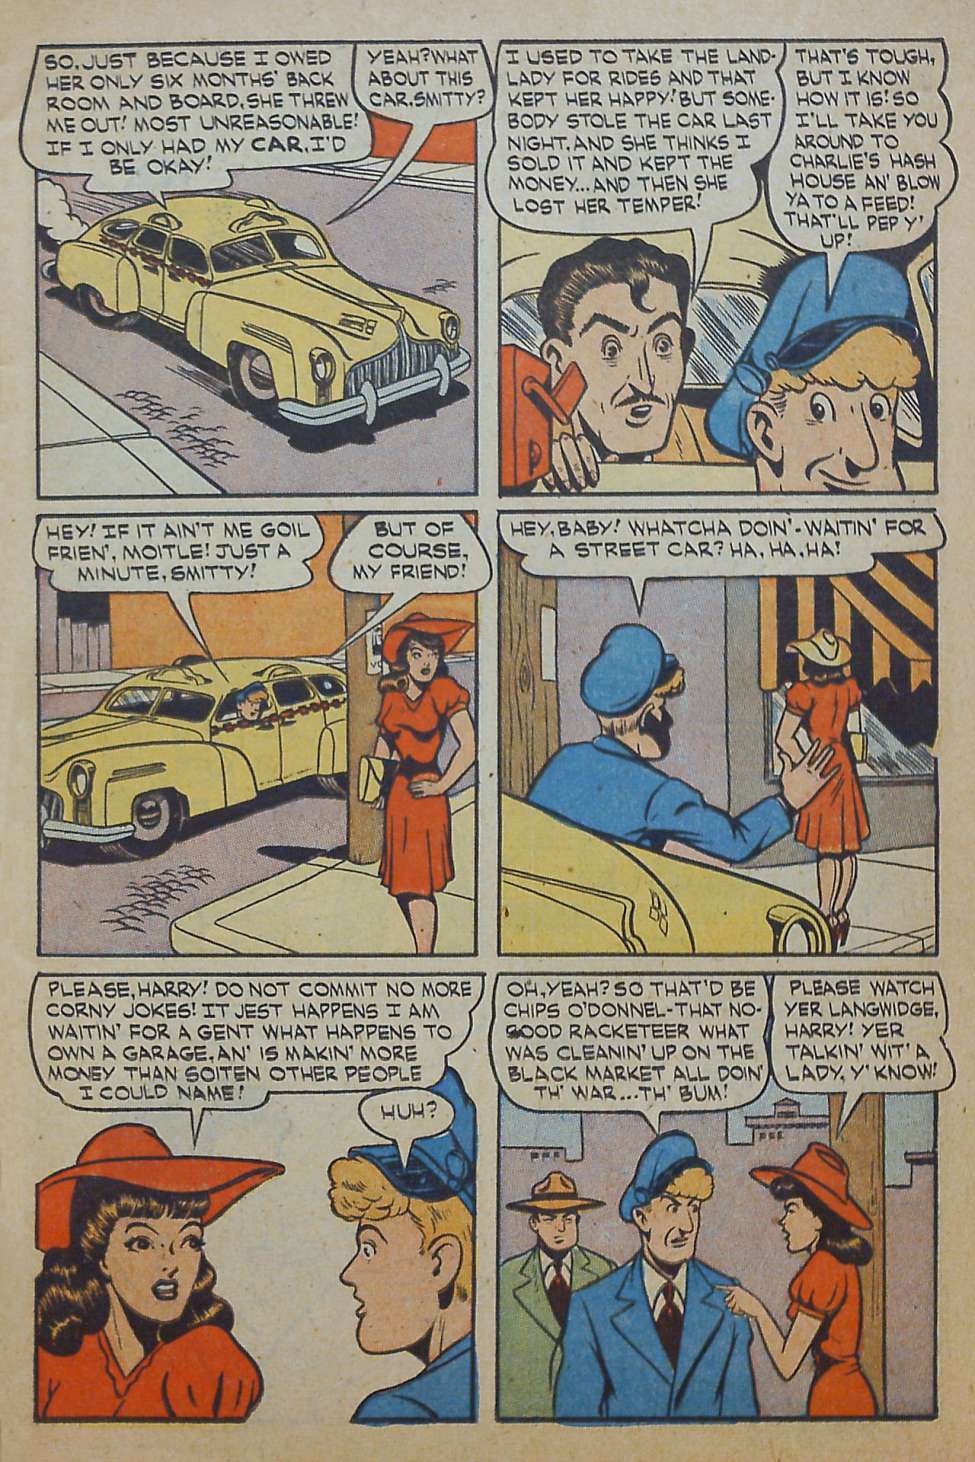 SO, JUST BECAUSE I OWED
HER ONLY SIX MONTHS' BACK
ROOM AND BOARD, SHE THREW
ME OUT! MOST UNREASONABLE!
IF I ONLY HAD MY CAR, I'D
BE OKAY!
YEAH? WHAT
ABOUT THIS
CAR, SMITTY?
I USED TO TAKE THE LAND-
LADY FOR RIDES AND THAT
KEPT HER HAPPY! BUT SOME-
BODY STOLE THE CAR LAST
NIGHT, AND SHE THINKS I
SOLD IT AND KEPT THE
MONEY... AND THEN SHE
LOST HER TEMPER!
THAT'S TOUGH,
BUT I KNOW
HOW IT IS! SO
I'LL TAKE YOU
AROUND TO
CHARLIE'S HASH
HOUSE AN' BLOW
YA TO A FEED!
THAT'LL PEP Y'
UP!
HEY! IF IT AIN'T ME GOIL
FRIEN', MOITLE! JUST A
MINUTE, SMITTY!
BUT OF
COURSE,
MY FRIEND!
HEY, BABY! WHATCHA DOIN'-WAITIN' FOR
A STREET CAR? HA, HA, HA!
PLEASE, HARRY! DO NOT COMMIT NO MORE
CORNY JOKES! IT JEST HAPPENS I AM
WAITIN' FOR A GENT WHAT HAPPENS TO
OWN A GARAGE, AN' IS MAKIN' MORE
MONEY THAN SOITEN OTHER PEOPLE
I COULD NAME!
HUH?
OH, YEAH? SO THAT'D BE
CHIPS O'DONNEL-THAT NO-
GOOD RACKETEER WHAT
WAS CLEANIN' UP ON THE
BLACK MARKET ALL DOIN'
TH' WAR... TH' BUM!
PLEASE WATCH
YER LANGWIDGE,
HARRY! YER
TALKIN' WIT' A
LADY, Y' KNOW!